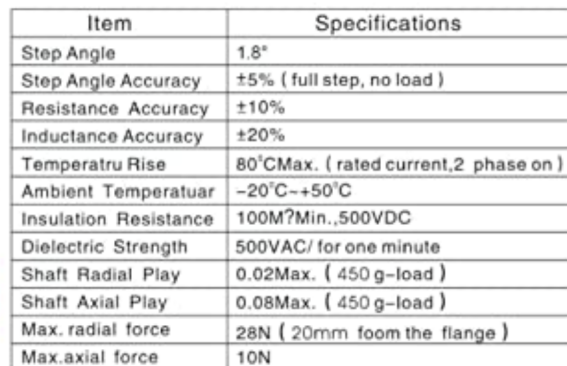 Item Specifications
Step Angle 1.8°
Step Angle Accuracy ±5% ( full step, no load )
Resistance Accuracy ±10%
Inductance Accuracy ±20%
Temperatru Rise 80°CMax. ( rated current,2 phase on )
Ambient Temperatuar −20°C~+50°C
Insulation Resistance 100M?Min.,500VDC
Dielectric Strength 500VAC/ for one minute
Shaft Radial Play 0.02Max. ( 450 g–load )
Shaft Axial Play 0.08Max. ( 450 g–load )
Max. radial force 28N ( 20mm foom the flange )
Max.axial force 10N